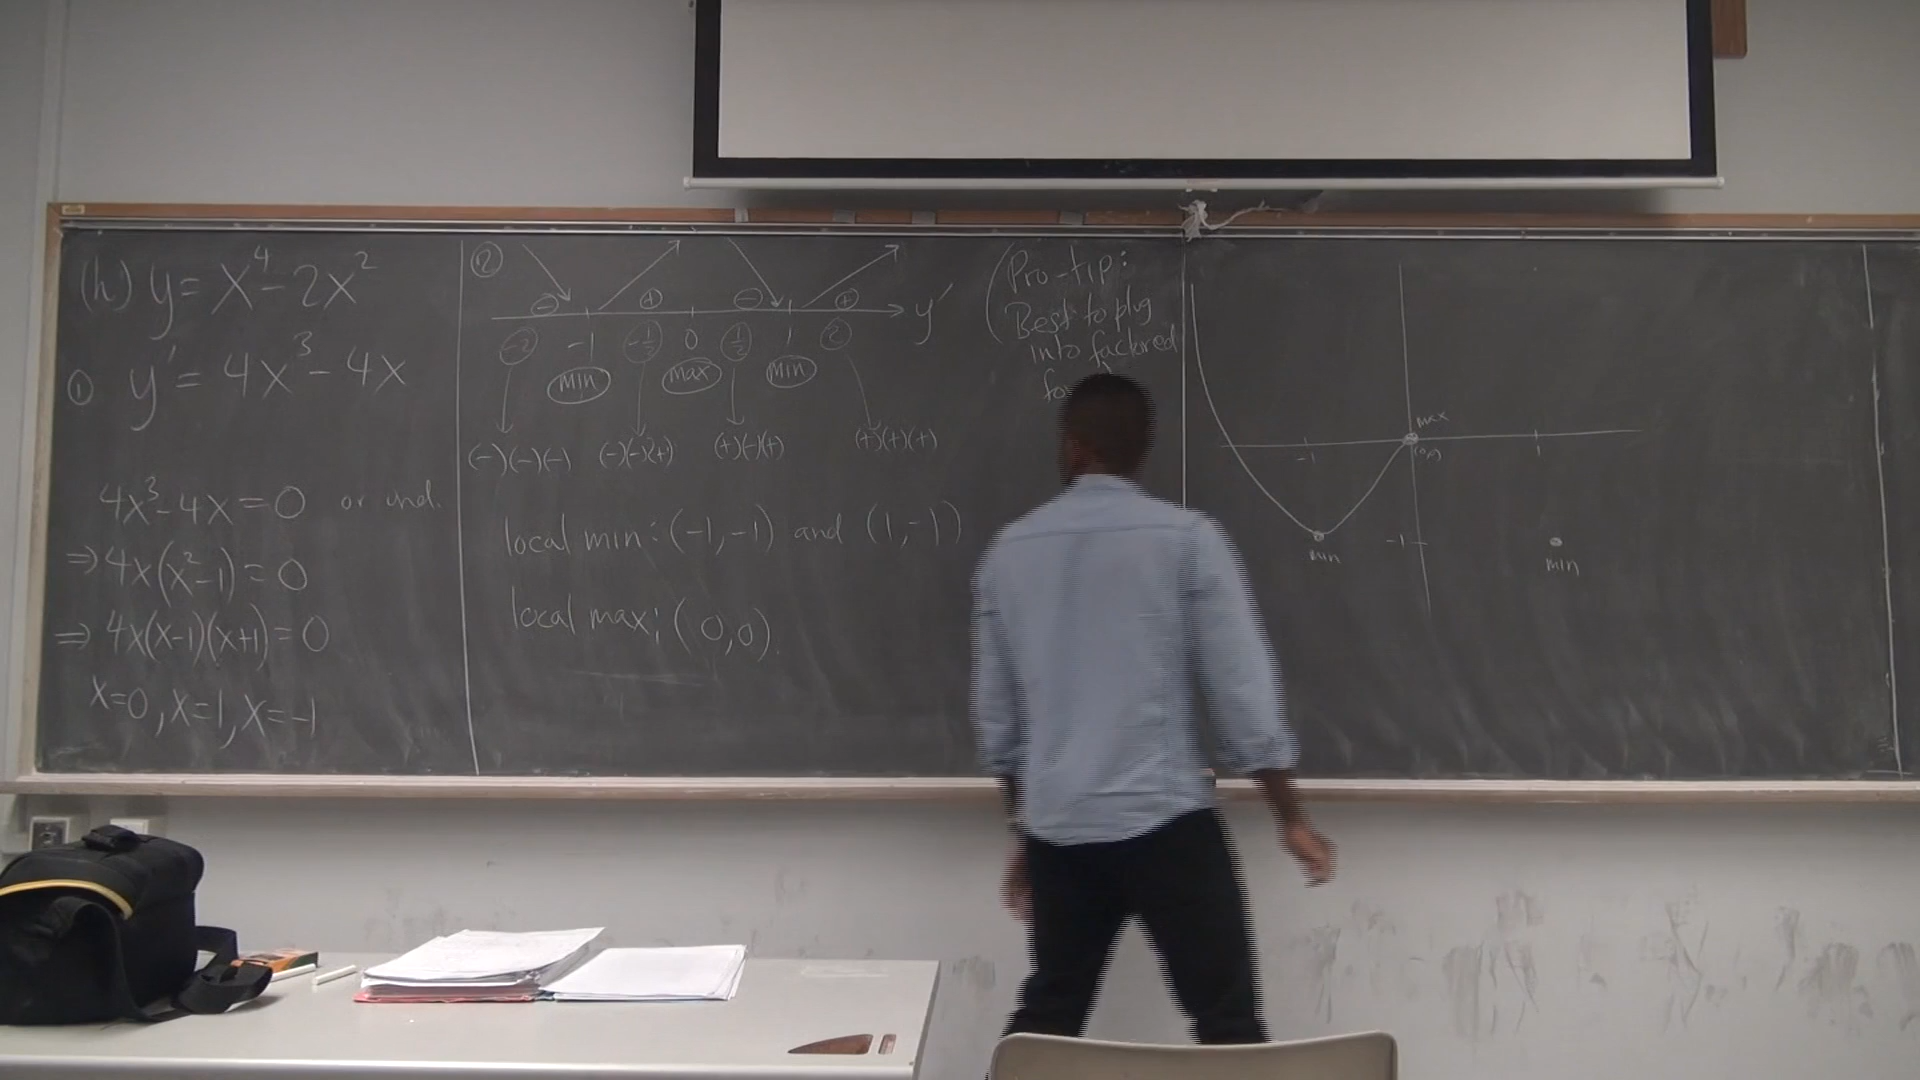 (h) y = x⁴ - 2x²
① y' = 4x³ - 4x
4x³ - 4x = 0 or und.
⇒ 4x(x² - 1) = 0
⇒ 4x(x-1)(x+1) = 0
x=0, x=1, x=-1
②
- + - + y'
-2 -1 -1/2 0 1/2 1 2
min max min
(-)(-)(-) (-)(-)(+) (+)(-)(+) (+)(+)(+)
local min: (-1, -1) and (1, -1)
local max: (0,0).
(Pro-tip:
Best to plug
into factored
max
-1 (0,0) 1
-1
min min